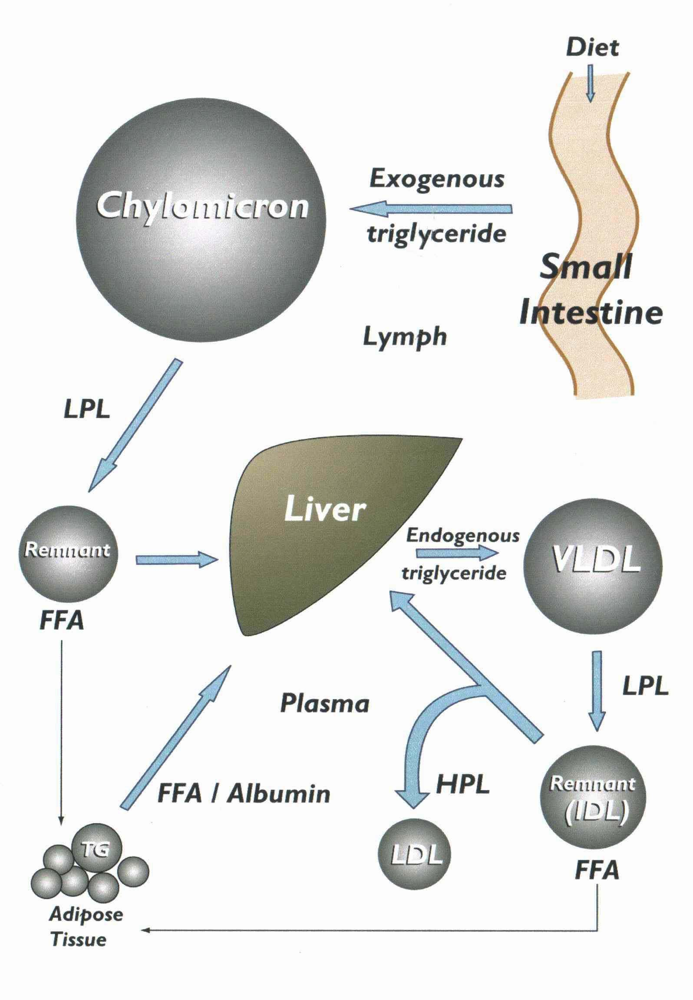 Diet
Exogenous
Chylomicron
triglyceride
Small
Intestine
Lymph
LPL
Liver
Endogenous
Remnant
VLDL
triglyceride
FFA
LPL
Plasma
HPL
Remnant
(IDL)
FFA / Albumin
TG
LDL
FFA
Adipose
Tissue